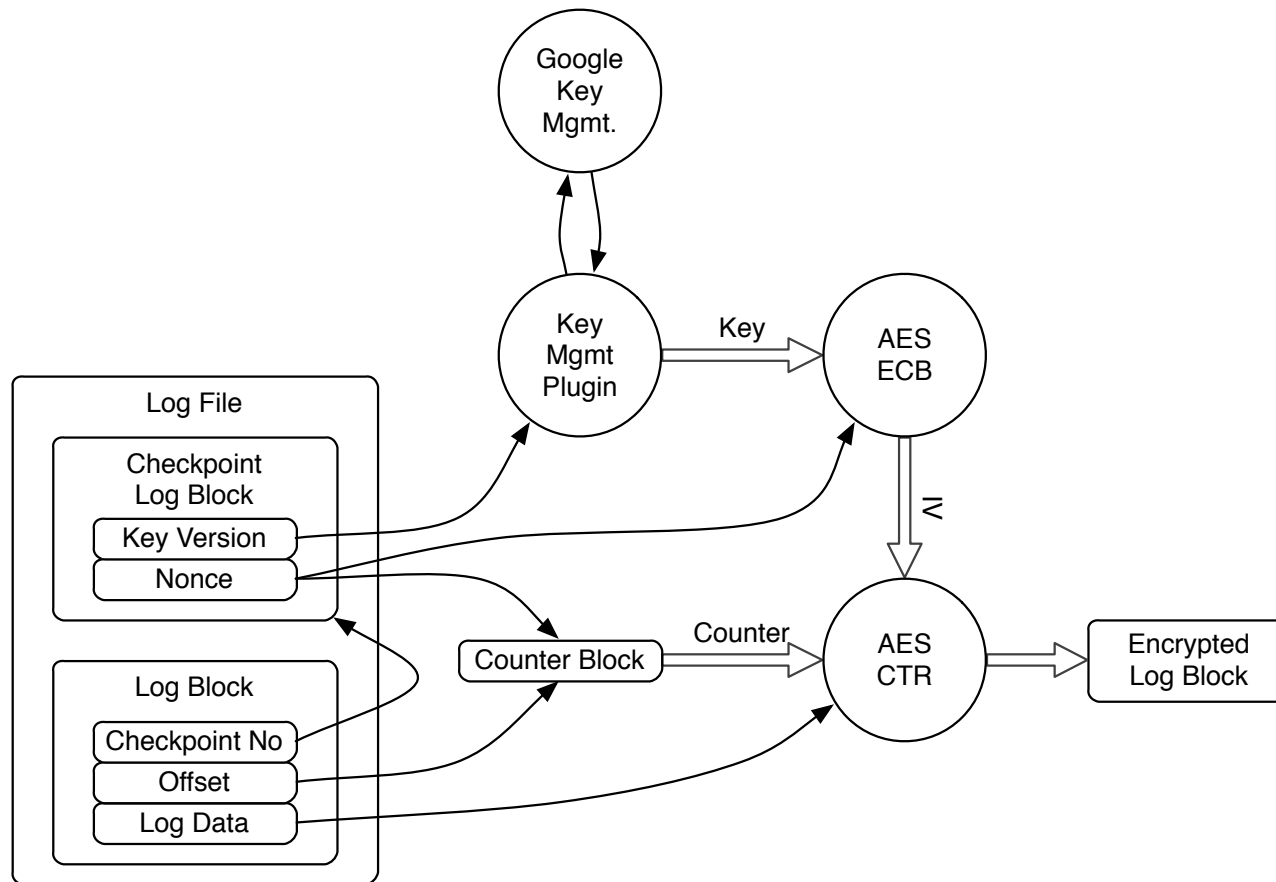 Google
Key
Mgmt.
Key
Mgmt
Plugin
Key
AES
ECB
Log File
Checkpoint
Log Block
Key Version
Nonce
IV
Log Block
Checkpoint No
Offset
Log Data
Counter Block
Counter
AES
CTR
Encrypted
Log Block